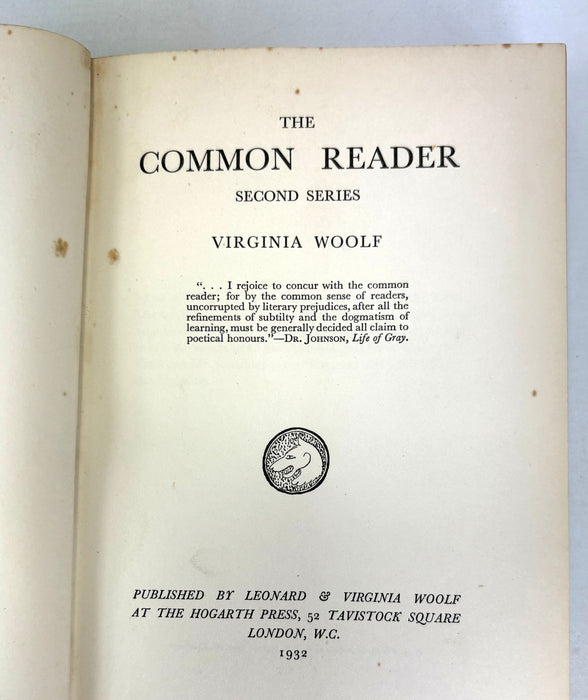 THE
COMMON READER
SECOND SERIES
VIRGINIA WOOLF
“. . . I rejoice to concur with the common
reader; for by the common sense of readers,
uncorrupted by literary prejudices, after all the
refinements of subtilty and the dogmatism of
learning, must be generally decided all claim to
poetical honours.”—DR. JOHNSON, Life of Gray.
PUBLISHED BY LEONARD & VIRGINIA WOOLF
AT THE HOGARTH PRESS, 52 TAVISTOCK SQUARE
LONDON, W.C.
1932